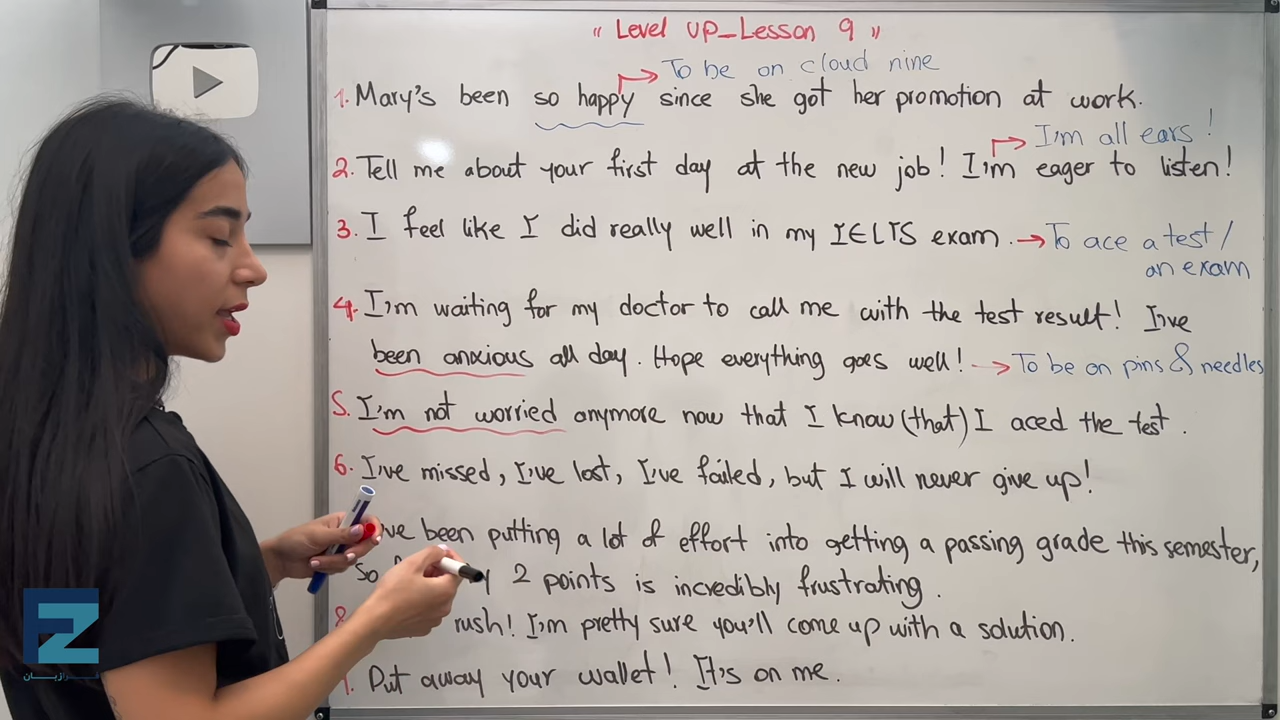 “ Level up_Lesson 9 ”
To be on cloud nine
1. Mary's been so happy since she got her promotion at work.
I'm all ears!
2. Tell me about your first day at the new job! I'm eager to listen!
3. I feel like I did really well in my IELTS exam. → To ace a test /
an exam
4. I'm waiting for my doctor to call me with the test result! I've
been anxious all day. Hope everything goes well! → To be on pins & needles
5. I'm not worried anymore now that I know (that) I aced the test.
6. I've missed, I've lost, I've failed, but I will never give up!
've been putting a lot of effort into getting a passing grade this semester,
So 2 points is incredibly frustrating.
8. rush! I'm pretty sure you'll come up with a solution.
9. Put away your wallet! It's on me.
EZ